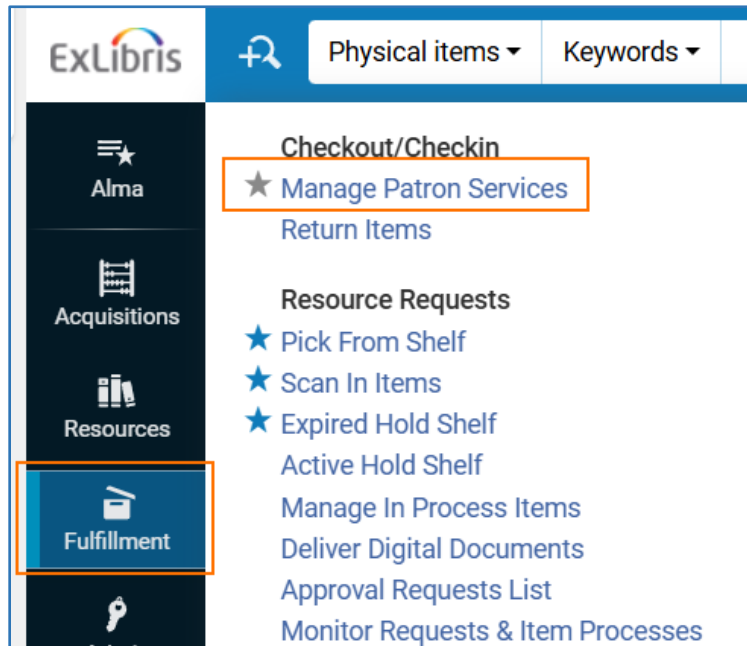 ExLibris
Physical items
Keywords
Alma
Acquisitions
Resources
Fulfillment
Checkout/Checkin
Manage Patron Services
Return Items
Resource Requests
Pick From Shelf
Scan In Items
Expired Hold Shelf
Active Hold Shelf
Manage In Process Items
Deliver Digital Documents
Approval Requests List
Monitor Requests & Item Processes